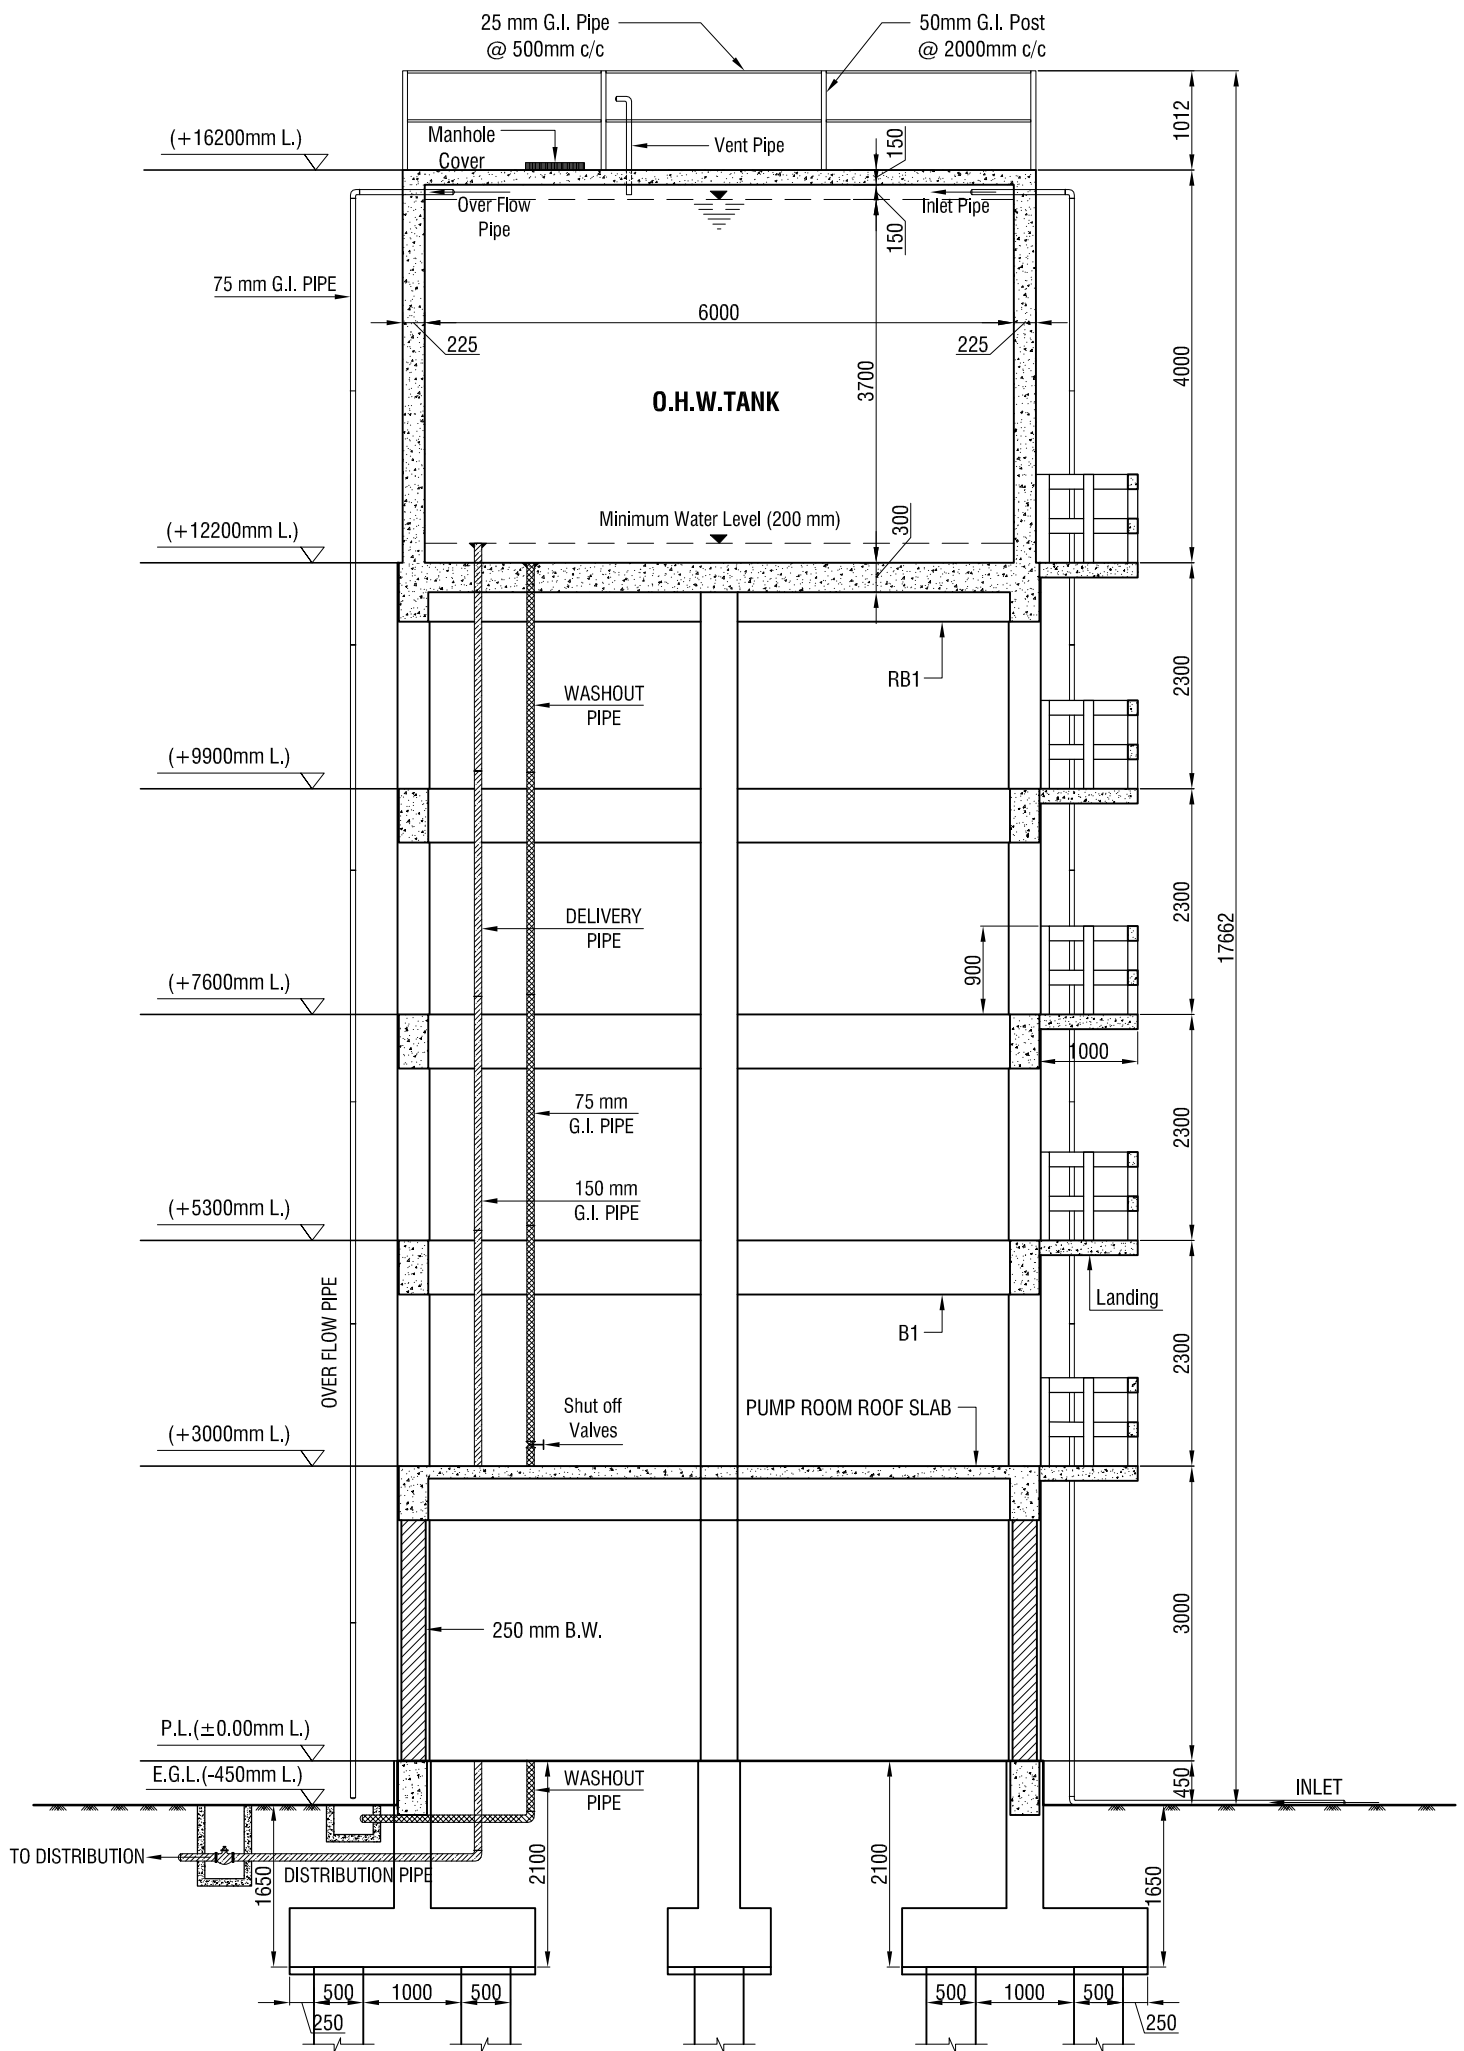 25 mm G.I. Pipe
@ 500mm c/c
50mm G.I. Post
@ 2000mm c/c
1012
(+16200mm L.)
Manhole
Cover
Vent Pipe
150
Over Flow
Pipe
Inlet Pipe
150
75 mm G.I. PIPE
6000
225
225
3700
4000
O.H.W.TANK
(+12200mm L.)
Minimum Water Level (200 mm)
300
RB1
2300
WASHOUT
PIPE
(+9900mm L.)
DELIVERY
PIPE
2300
17662
900
(+7600mm L.)
1000
75 mm
G.I. PIPE
2300
150 mm
G.I. PIPE
(+5300mm L.)
Landing
B1
OVER FLOW PIPE
2300
Shut off
Valves
PUMP ROOM ROOF SLAB
(+3000mm L.)
250 mm B.W.
3000
P.L.(±0.00mm L.)
E.G.L.(-450mm L.)
WASHOUT
PIPE
450
INLET
TO DISTRIBUTION
DISTRIBUTION PIPE
1650
2100
2100
1650
500
1000
500
250
500
1000
500
250